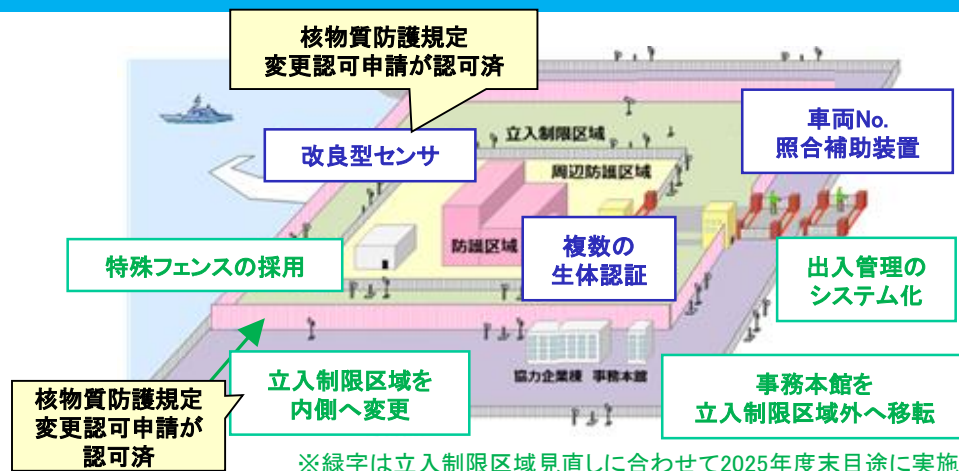 核物質防護規定
変更認可申請が認可済
改良型センサ
立入制限区域
車両No.
照合補助装置
周辺防護区域
防護区域
特殊フェンスの採用
複数の
生体認証
出入管理の
システム化
立入制限区域を
内側へ変更
協力企業棟 事務本館
事務本館を
立入制限区域外へ移転
核物質防護規定
変更認可申請が
認可済
※緑字は立入制限区域見直しに合わせて2025年度末目途に実施